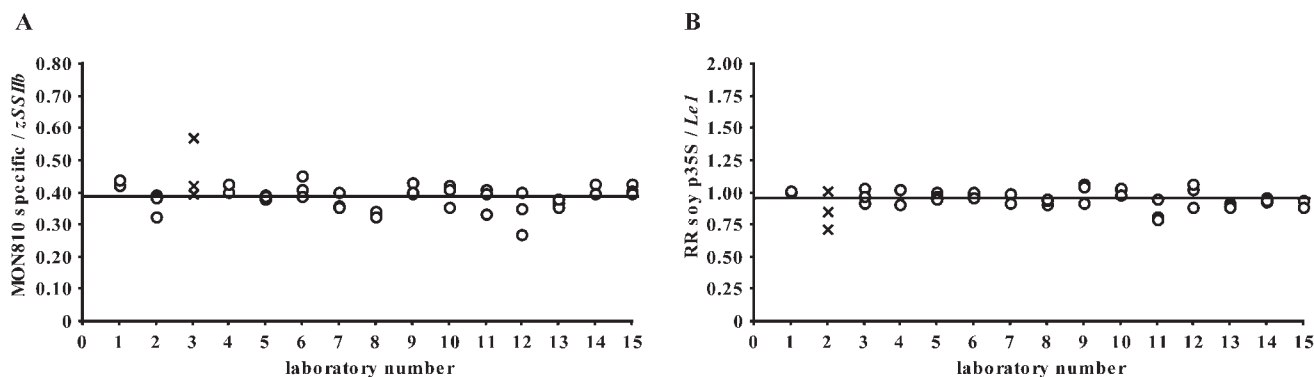 A
MON810 specific / zSSIIb
0.80
0.70
0.60
0.50
0.40
0.30
0.20
0.10
0
0 1 2 3 4 5 6 7 8 9 10 11 12 13 14 15
laboratory number
B
RR soy p35S / Le1
2.00
1.75
1.50
1.25
1.00
0.75
0.50
0.25
0
0 1 2 3 4 5 6 7 8 9 10 11 12 13 14 15
laboratory number